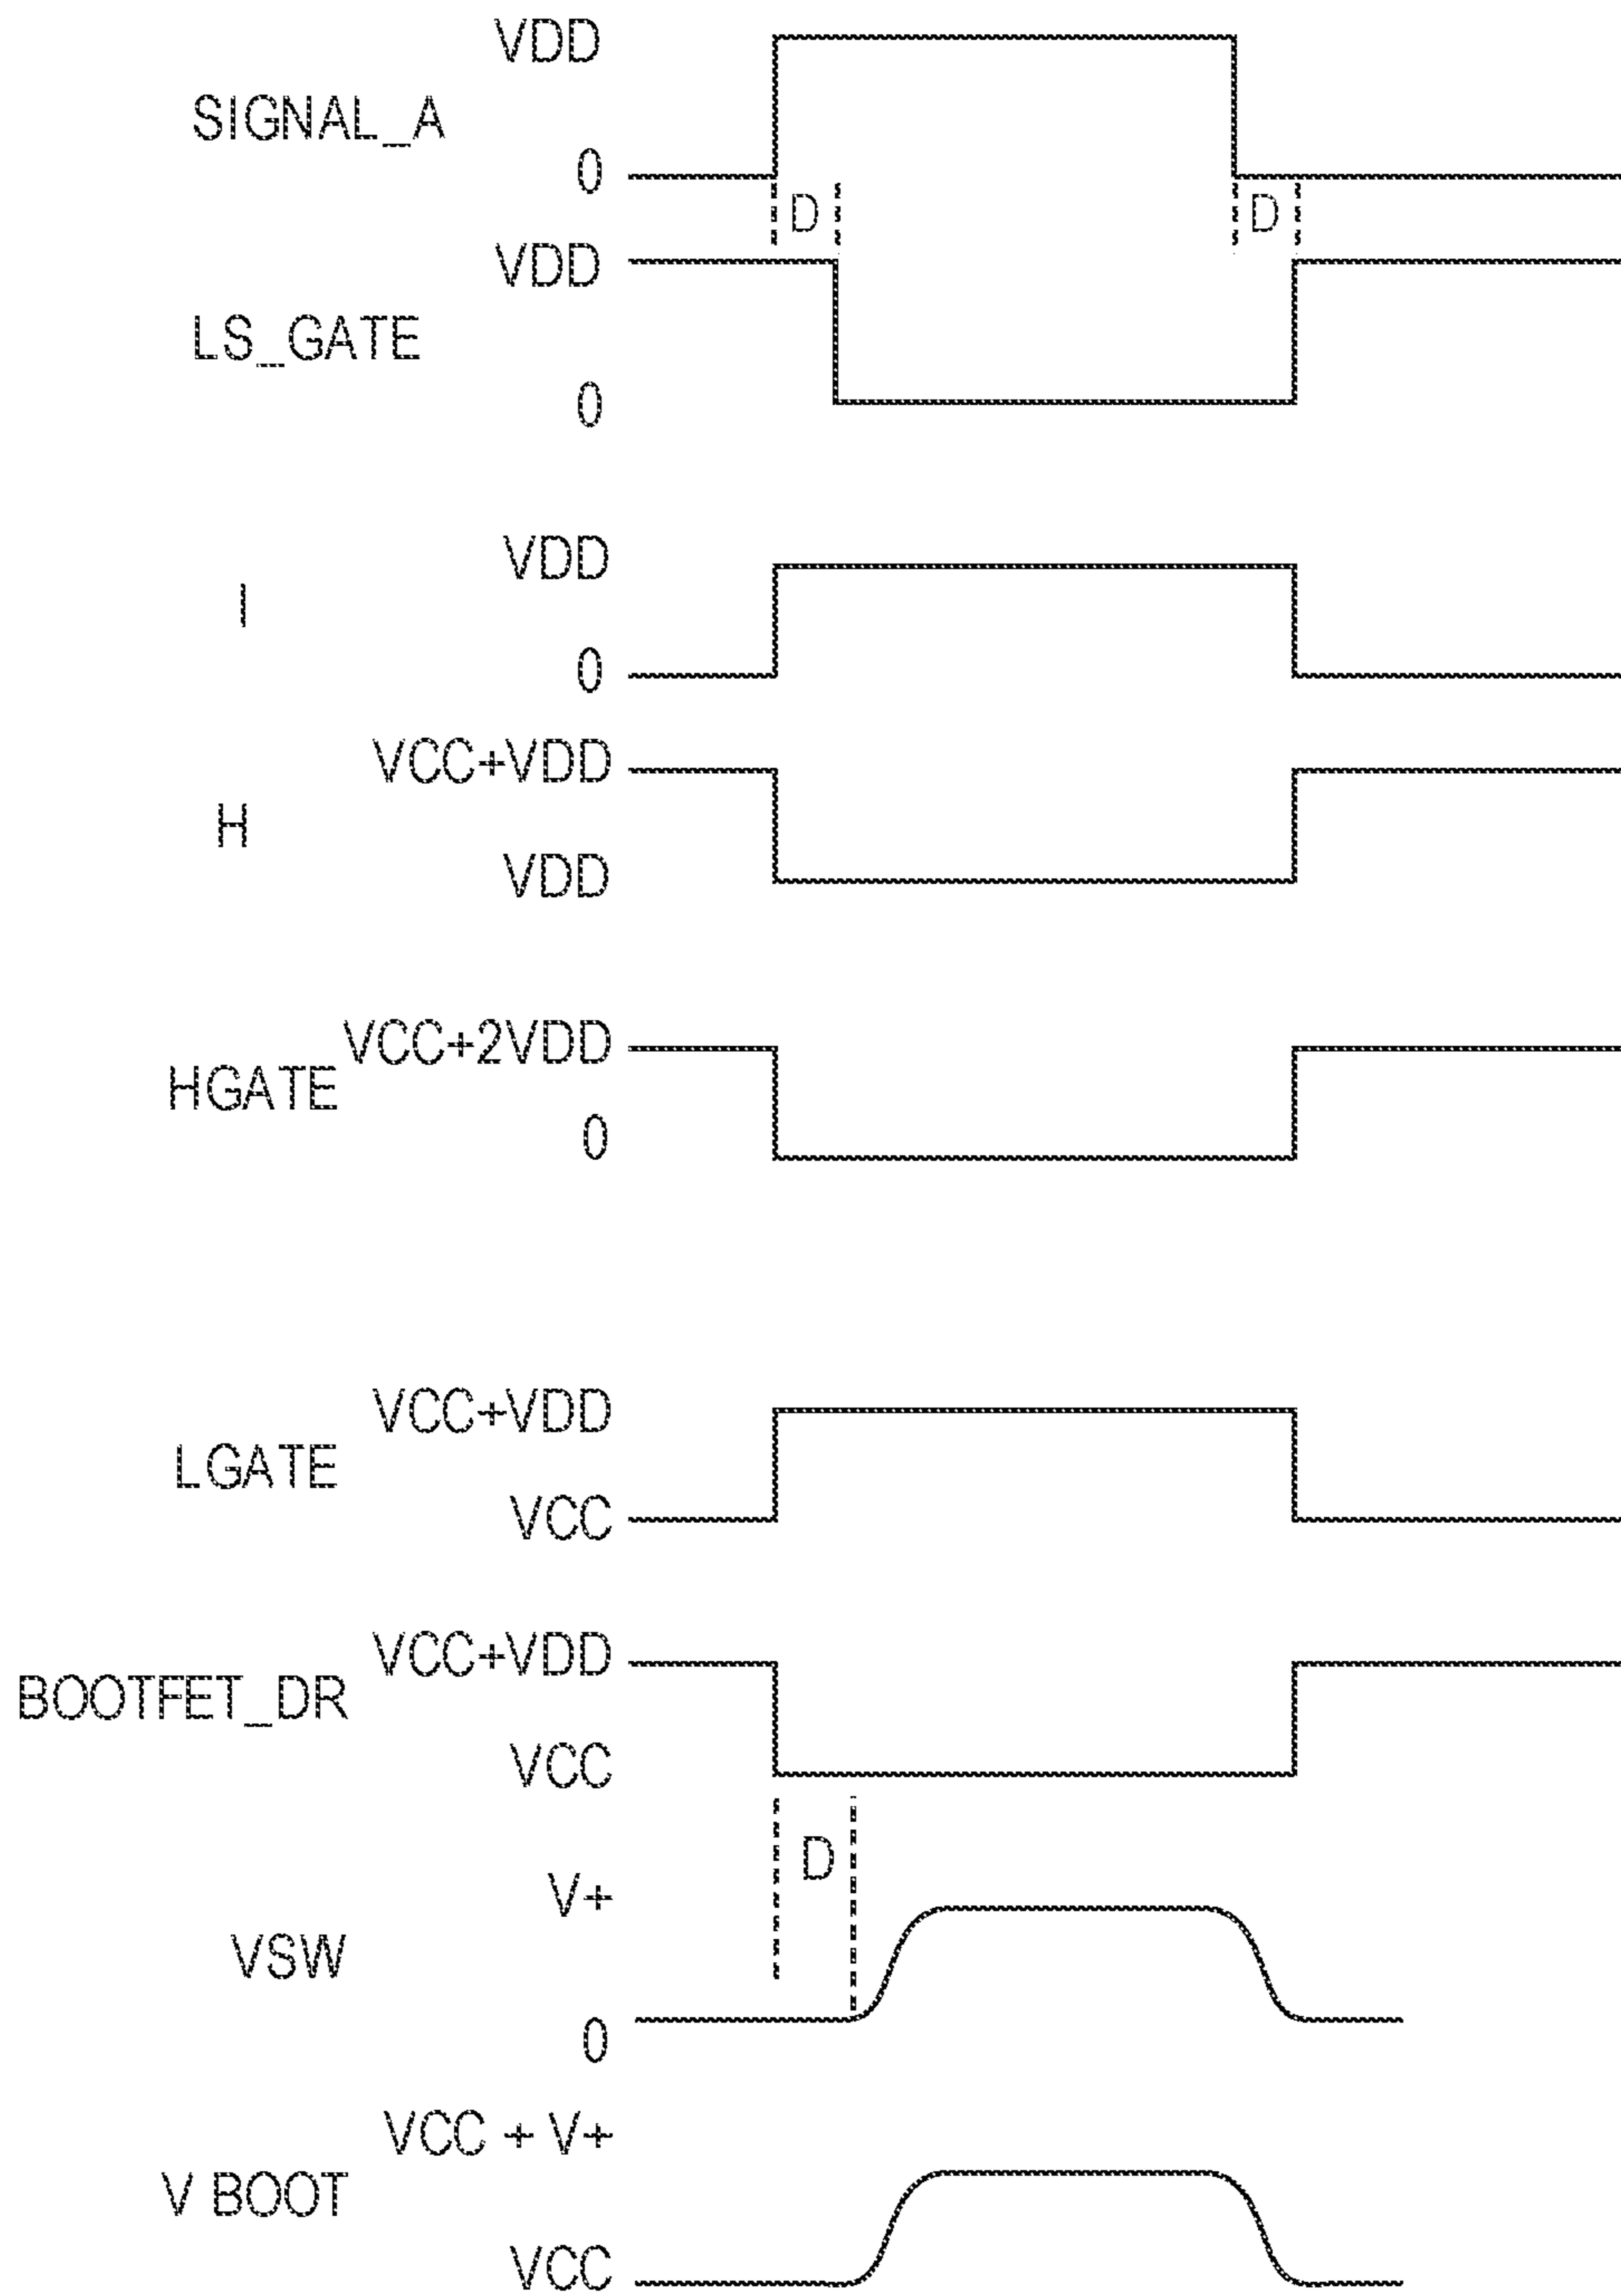 VDD
SIGNAL_A
0
D D
VDD
LS_GATE
0
VDD
I
0
VCC+VDD
H
VDD
VCC+2VDD
HGATE
0
VCC+VDD
LGATE
VCC
VCC+VDD
BOOTFET_DR
VCC
D
V+
VSW
0
VCC + V+
V BOOT
VCC